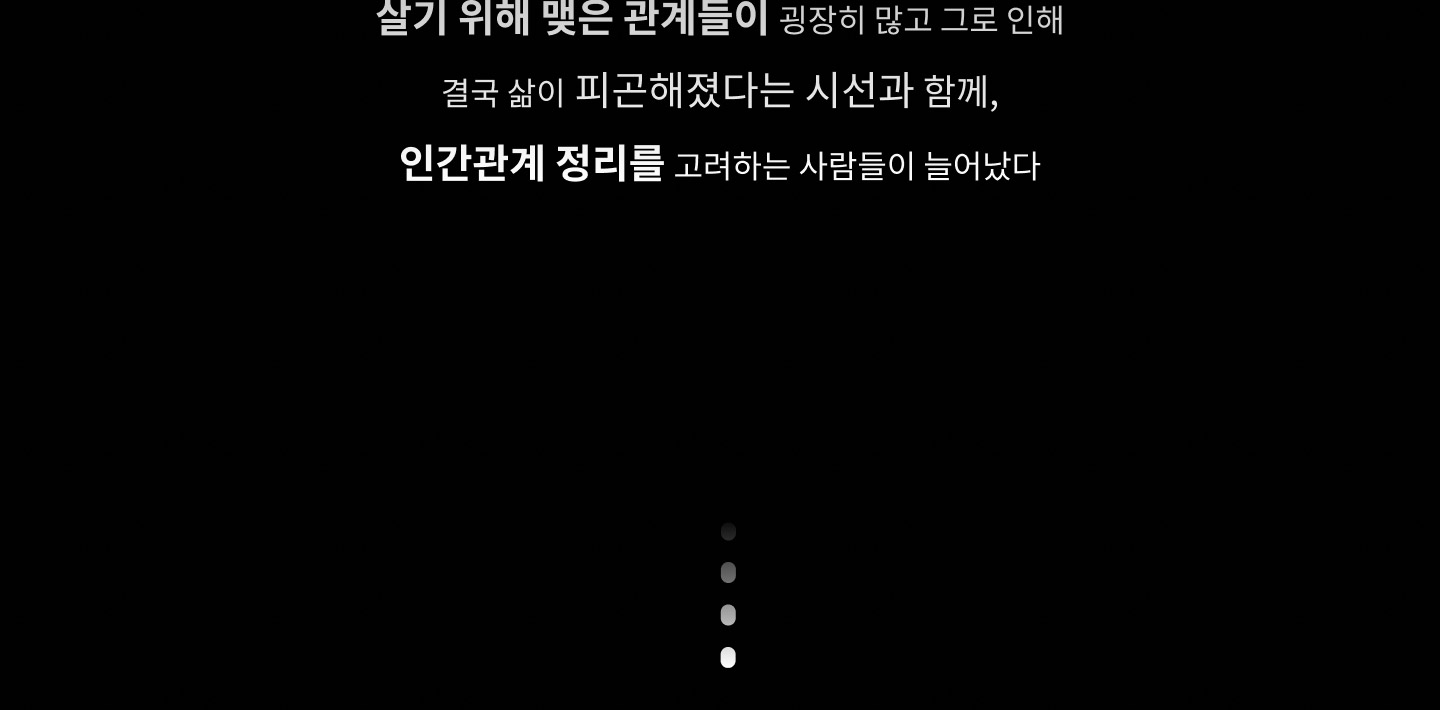 살기 위해 맺은 관계들이 굉장히 많고 그로 인해
결국 삶이 피곤해졌다는 시선과 함께,
인간관계 정리를 고려하는 사람들이 늘어났다